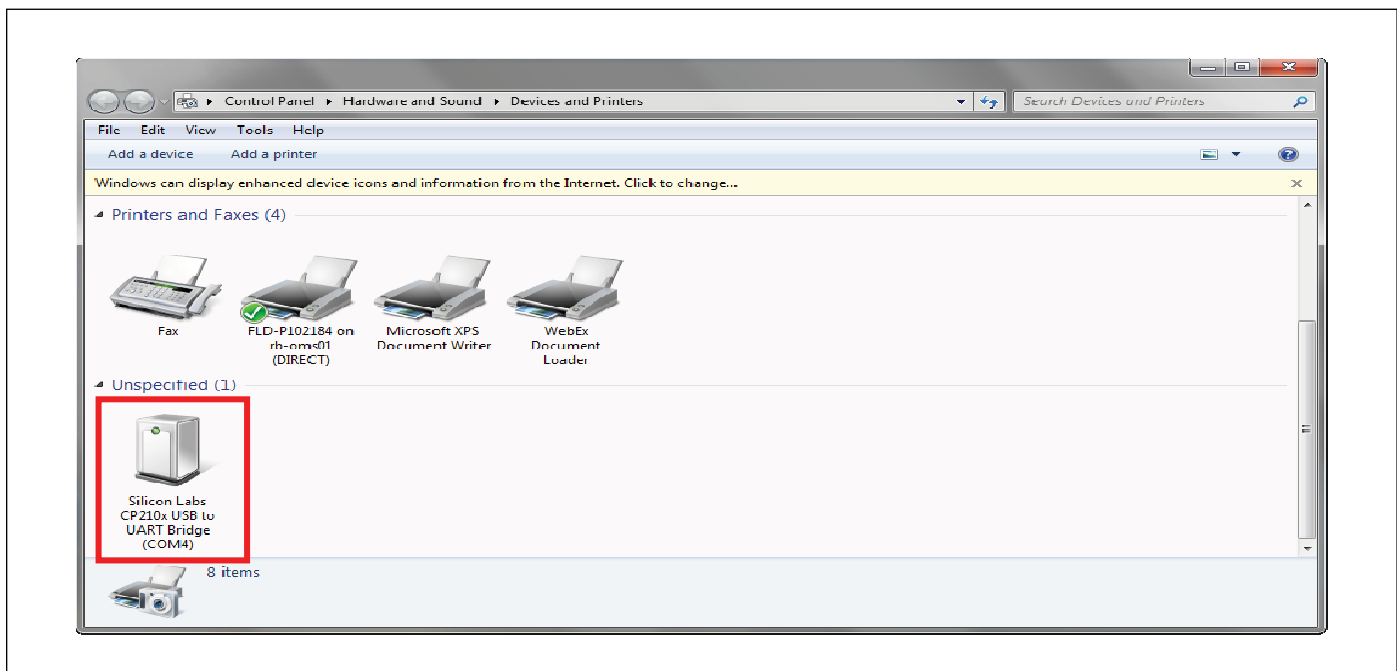 Control Panel ▸ Hardware and Sound ▸ Devices and Printers
Search Devices and Printers
File Edit View Tools Help
Add a device Add a printer
Windows can display enhanced device icons and information from the Internet. Click to change...
Printers and Faxes (4)
Fax
FLD-P102184 on
rh-oms01
(DIRECT)
Microsoft XPS
Document Writer
WebEx
Document
Loader
Unspecified (1)
Silicon Labs
CP210x USB to
UART Bridge
(COM4)
8 items